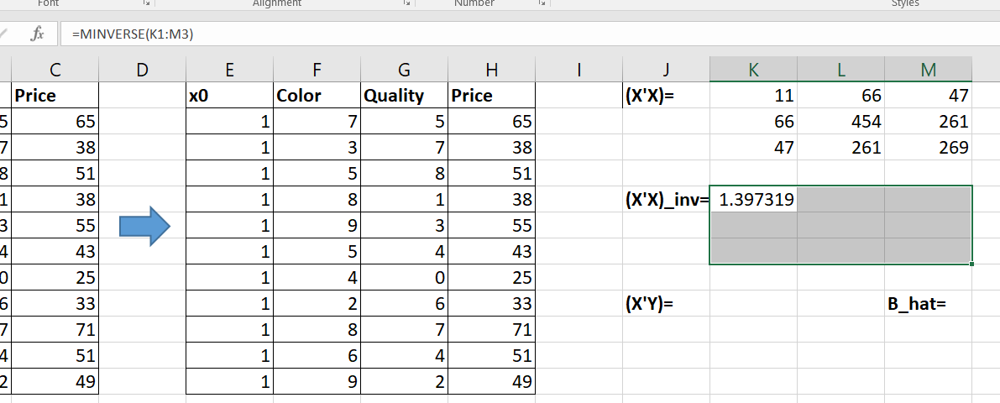 Font Alignment Number Styles
fx =MINVERSE(K1:M3)
C D E F G H I J K L M
Price x0 Color Quality Price (X'X)= 11 66 47
5 65 1 7 5 65 66 454 261
7 38 1 3 7 38 47 261 269
8 51 1 5 8 51
1 38 1 8 1 38 (X'X)_inv= 1.397319
3 55 1 9 3 55
4 43 1 5 4 43
0 25 1 4 0 25
6 33 1 2 6 33 (X'Y)= B_hat=
7 71 1 8 7 71
4 51 1 6 4 51
2 49 1 9 2 49